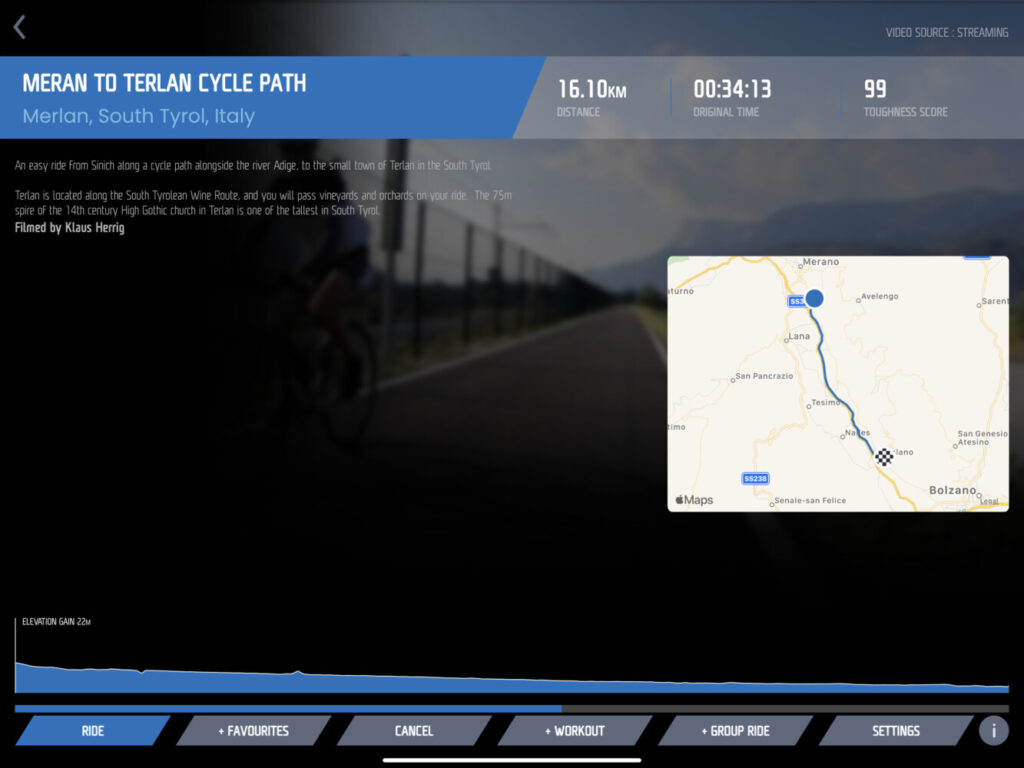 VIDEO SOURCE : STREAMING
MERAN TO TERLAN CYCLE PATH
Merlan, South Tyrol, Italy
16.10KM
DISTANCE
00:34:13
ORIGINAL TIME
99
TOUGHNESS SCORE
An easy ride from Sinich along a cycle path alongside the river Adige, to the small town of Terlan in the South Tyrol.
Terlan is located along the South Tyrolean Wine Route, and you will pass vineyards and orchards on your ride. The 75m
spire of the 14th century High Gothic church in Terlan is one of the tallest in South Tyrol.
Filmed by Klaus Herrig
Merano
aturno
SS3
Avelengo
Sarent
Lana
San Pancrazio
Tesimo
timo
Nalles
lano
San Genesio
Atesino
SS238
Bolzano
Senale-san Felice
Legal
Maps
ELEVATION GAIN 22M
RIDE
+ FAVOURITES
CANCEL
+ WORKOUT
+ GROUP RIDE
SETTINGS
i